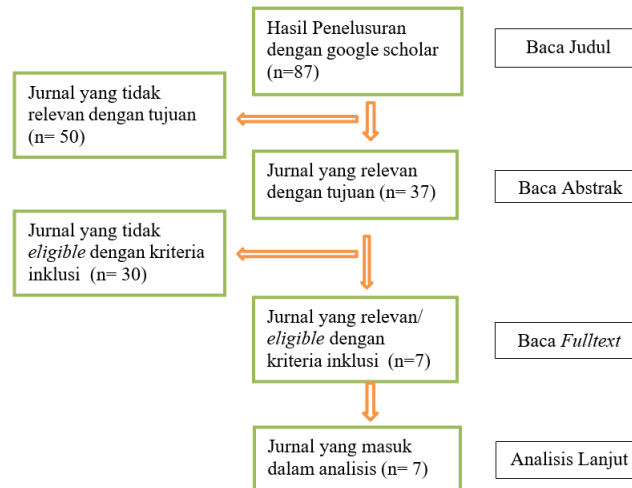 Hasil Penelusuran
dengan google scholar
(n=87)
Baca Judul
Jurnal yang tidak
relevan dengan tujuan
(n= 50)
Jurnal yang relevan
dengan tujuan (n= 37)
Baca Abstrak
Jurnal yang tidak
eligible dengan kriteria
inklusi (n= 30)
Jurnal yang relevan/
eligible dengan
kriteria inklusi (n=7)
Baca Fulltext
Jurnal yang masuk
dalam analisis (n= 7)
Analisis Lanjut